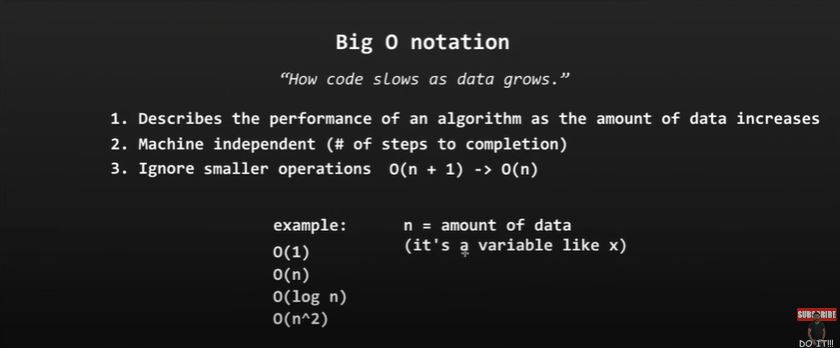 Big O notation
“How code slows as data grows.”
1. Describes the performance of an algorithm as the amount of data increases
2. Machine independent (# of steps to completion)
3. Ignore smaller operations O(n + 1) -> O(n)
example:
O(1)
O(n)
O(log n)
O(n^2)
n = amount of data
(it's a variable like x)
SUBSCRIBE
DO IT!!!